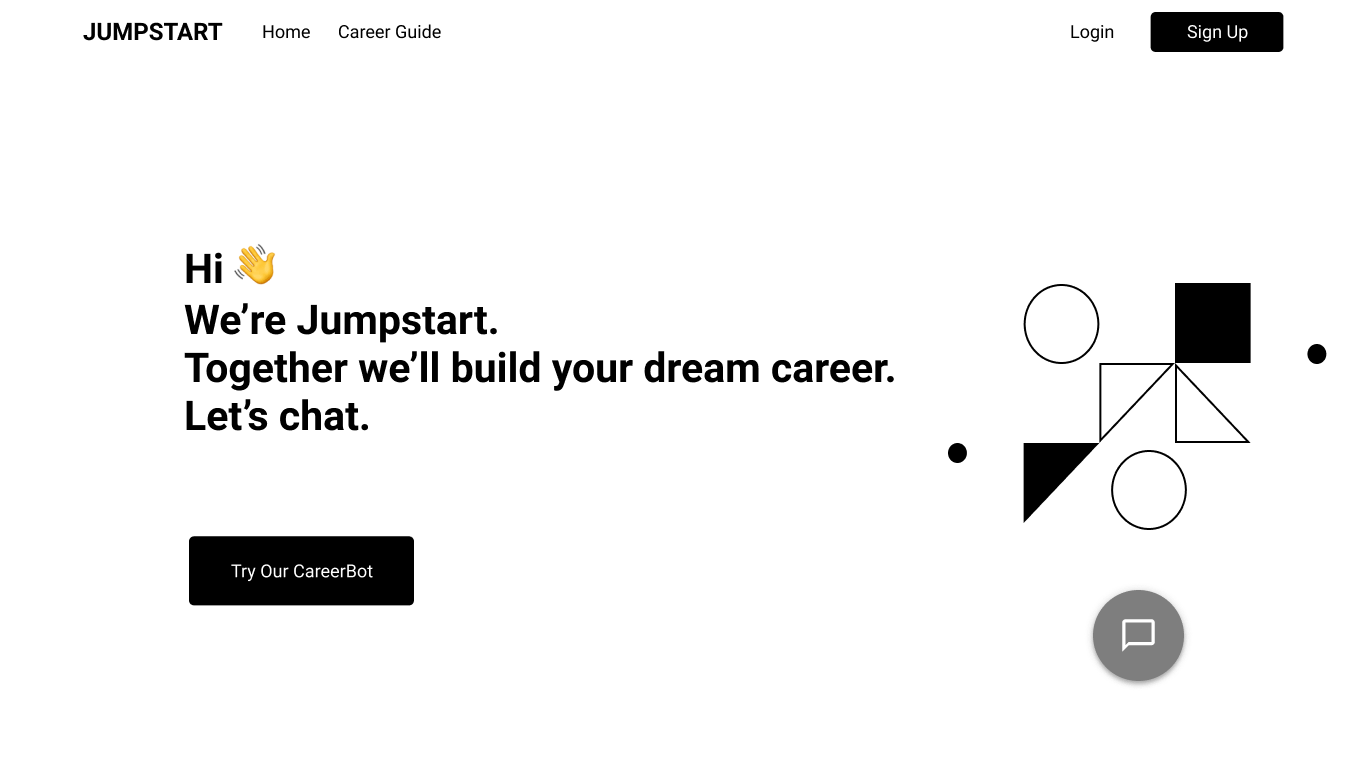 JUMPSTART Home Career Guide Login Sign Up
Hi 👋
We’re Jumpstart.
Together we’ll build your dream career.
Let’s chat.
Try Our CareerBot